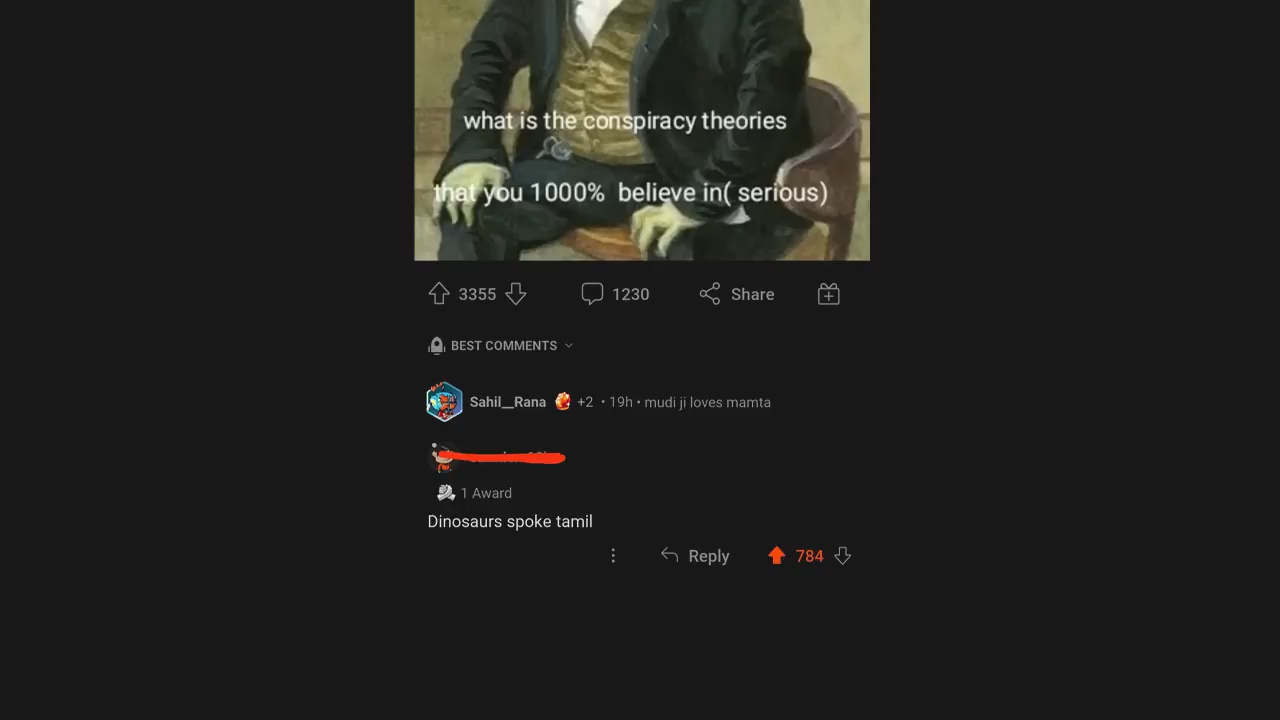 what is the conspiracy theories
that you 1000% believe in( serious)
3355
1230
Share
BEST COMMENTS
Sahil__Rana +2 • 19h • mudi ji loves mamta
1 Award
Dinosaurs spoke tamil
Reply
784